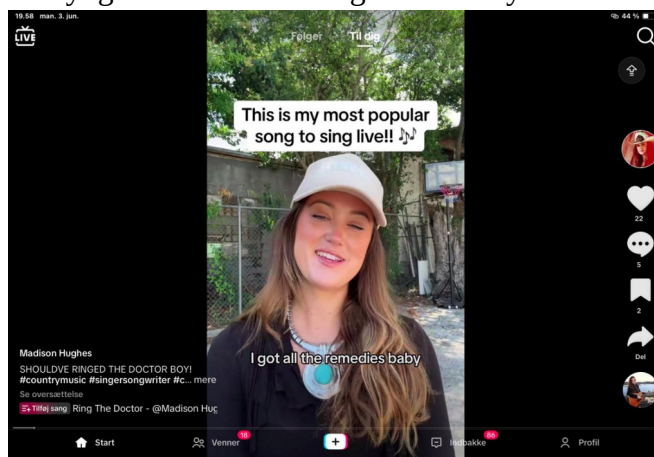 19.58 man. 3. jun.
44 %
LIVE
Følger
Til dig
This is my most popular
song to sing live!!
22
5
2
Del
I got all the remedies baby
Madison Hughes
SHOULDVE RINGED THE DOCTOR BOY!
#countrymusic #singersongwriter #c... mere
Se oversættelse
Tilføj sang Ring The Doctor - @Madison Hug
Start
Venner
18
Indbakke
86
Profil